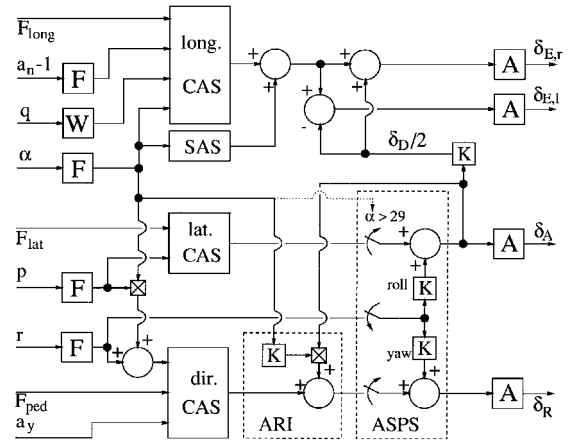 F_long
long.
CAS
+
+
+
+
A
δ_E,r
a_n-1
F
+
-
A
δ_E,l
q
W
α
F
SAS
δ_D/2
K
α > 29
F_lat
lat.
CAS
+
+
A
δ_A
p
F
roll
K
r
F
+
+
yaw
K
K
+
+
+
+
F_ped
a_y
dir.
CAS
ARI
ASPS
A
δ_R